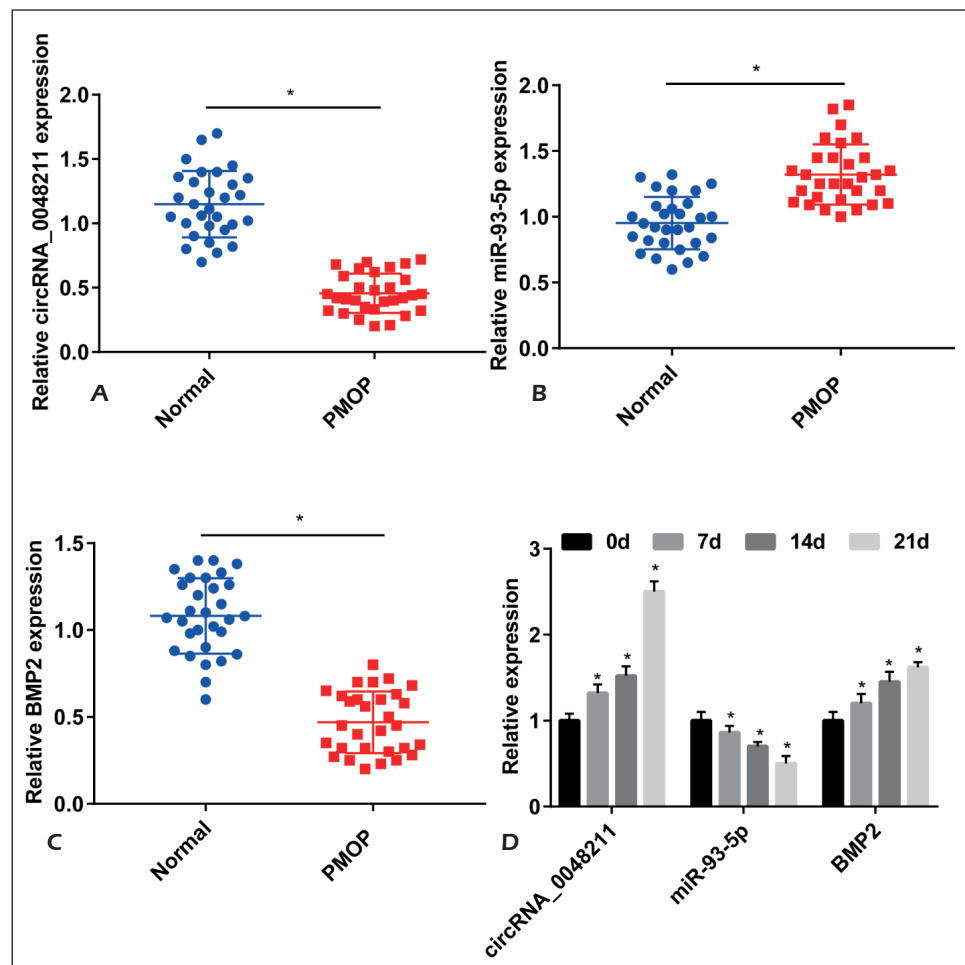 *
Relative circRNA_0048211 expression
2.0
1.5
1.0
0.5
0.0
Normal
PMOP
A
*
Relative miR-93-5p expression
2.0
1.5
1.0
0.5
0.0
Normal
PMOP
B
*
Relative BMP2 expression
1.5
1.0
0.5
0.0
Normal
PMOP
C
0d 7d 14d 21d
Relative expression
3
2
1
0
* * *
* * *
* * *
circRNA_0048211
miR-93-5p
BMP2
D